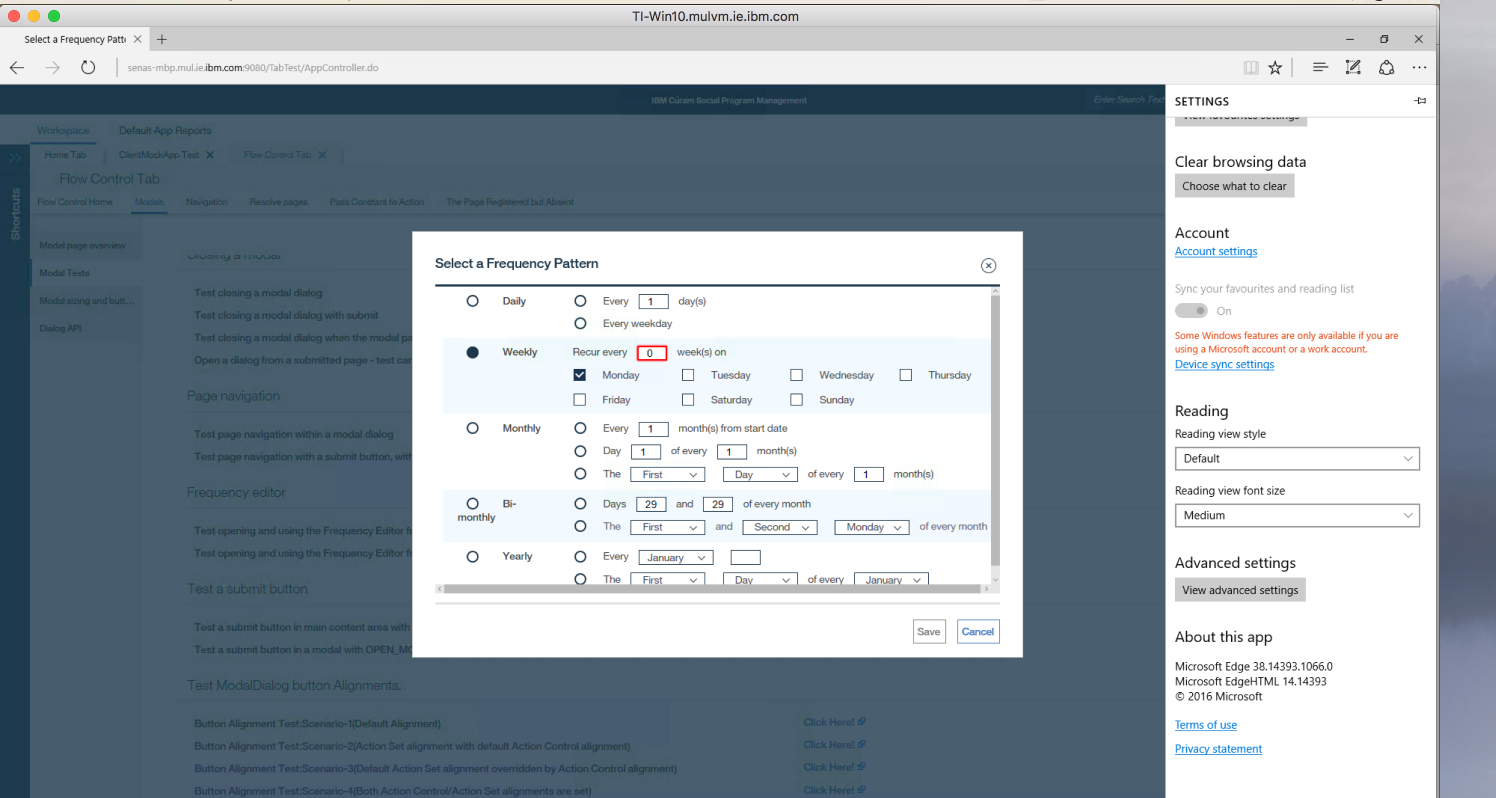 TI-Win10.mulvm.ie.ibm.com
Select a Frequency Patte
senas-mbp.mul.ie.ibm.com:9080/TabTest/AppController.do
IBM Cúram Social Program Management
Enter Search Text
Workspace Default App Reports
Home Tab ClientMockApp Test Flow Control Tab
Flow Control Tab
Flow Control Home Modals Navigation Resolve pages Pass Constant to Action The Page Registered but Absent
Shortcuts
Modal page overview
Modal Tests
Modal sizing and butt...
Dialog API
Closing a modal
Test closing a modal dialog
Test closing a modal dialog with submit
Test closing a modal dialog when the modal pa
Open a dialog from a submitted page - test can
Page navigation
Test page navigation within a modal dialog
Test page navigation with a submit button, with
Frequency editor
Test opening and using the Frequency Editor f
Test opening and using the Frequency Editor f
Test a submit button
Test a submit button in main content area with
Test a submit button in a modal with OPEN_MO
Test ModalDialog button Alignments.
Button Alignment Test:Scenario-1(Default Alignment) Click Here!
Button Alignment Test:Scenario-2(Action Set alignment with default Action Control alignment) Click Here!
Button Alignment Test:Scenario-3(Default Action Set alignment overridden by Action Control alignment) Click Here!
Button Alignment Test:Scenario-4(Both Action Control/Action Set alignments are set) Click Here!
Select a Frequency Pattern
Daily Every 1 day(s)
Every weekday
Weekly Recur every 0 week(s) on
Monday Tuesday Wednesday Thursday
Friday Saturday Sunday
Monthly Every 1 month(s) from start date
Day 1 of every 1 month(s)
The First Day of every 1 month(s)
Bi-
monthly
Days 29 and 29 of every month
The First and Second Monday of every month
Yearly Every January
The First Day of every January
Save Cancel
SETTINGS
View favourites settings
Clear browsing data
Choose what to clear
Account
Account settings
Sync your favourites and reading list
On
Some Windows features are only available if you are
using a Microsoft account or a work account.
Device sync settings
Reading
Reading view style
Default
Reading view font size
Medium
Advanced settings
View advanced settings
About this app
Microsoft Edge 38.14393.1066.0
Microsoft EdgeHTML 14.14393
© 2016 Microsoft
Terms of use
Privacy statement